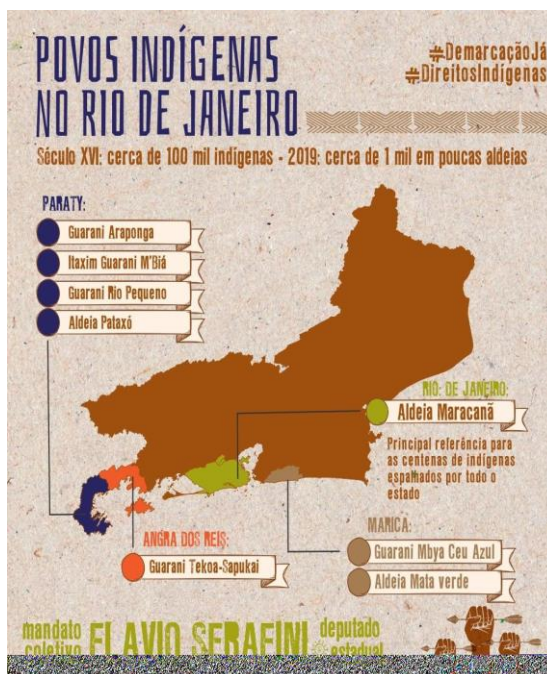 POVOS INDÍGENAS
NO RIO DE JANEIRO
#DemarcaçãoJá
#DireitosIndígenas
Século XVI: cerca de 100 mil indígenas - 2019: cerca de 1 mil em poucas aldeias
PARATY:
Guarani Araponga
Itaxim Guarani M'Biá
Guarani Rio Pequeno
Aldeia Pataxó
RIO DE JANEIRO:
Aldeia Maracanã
Principal referência para
as centenas de indígenas
espalhados por todo o
estado
ANGRA DOS REIS:
Guarani Tekoa-Sapukai
MARICA:
Guarani Mbya Ceu Azul
Aldeia Mata verde
mandato
coletivo
FLAVIO SERAFINI
deputado
estadual